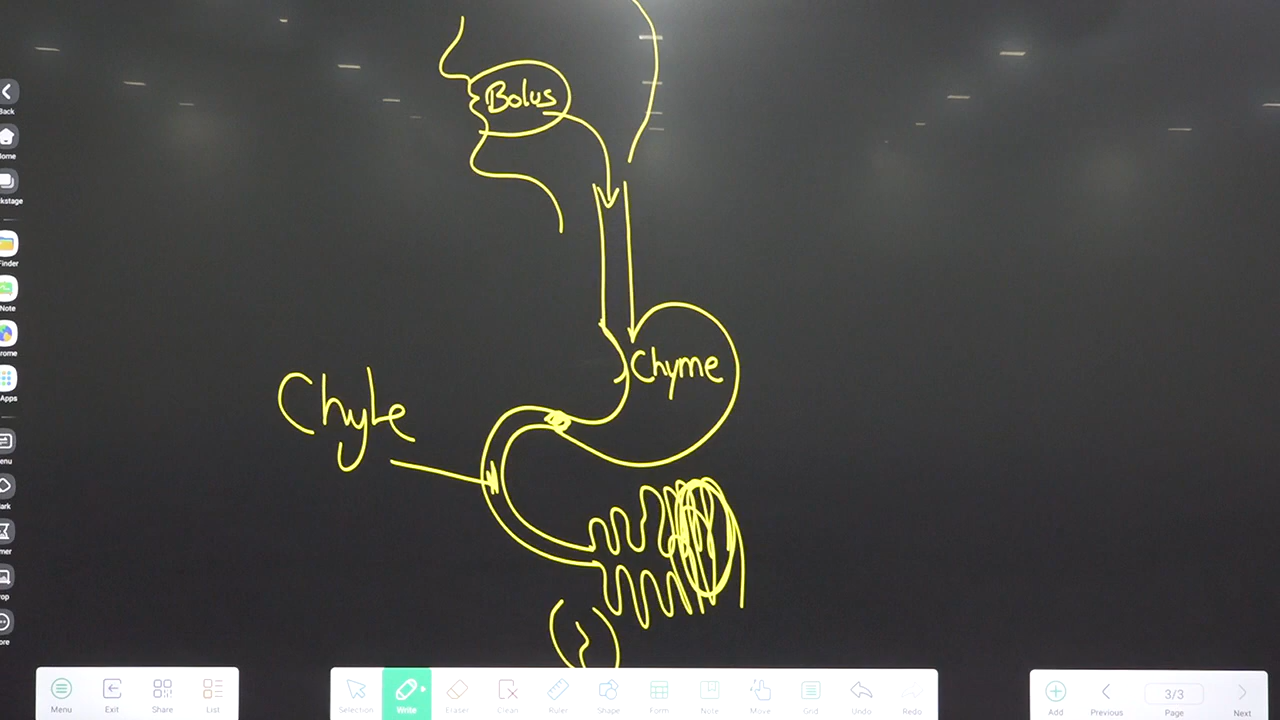 Bolus
Chyme
Chyle
Back
Home
Finder
Note
Apps
Menu
Exit
Share
List
Selection
Write
Eraser
Clean
Ruler
Shape
Form
Note
Move
Grid
Undo
Redo
Add
Previous
3/3
Page
Next